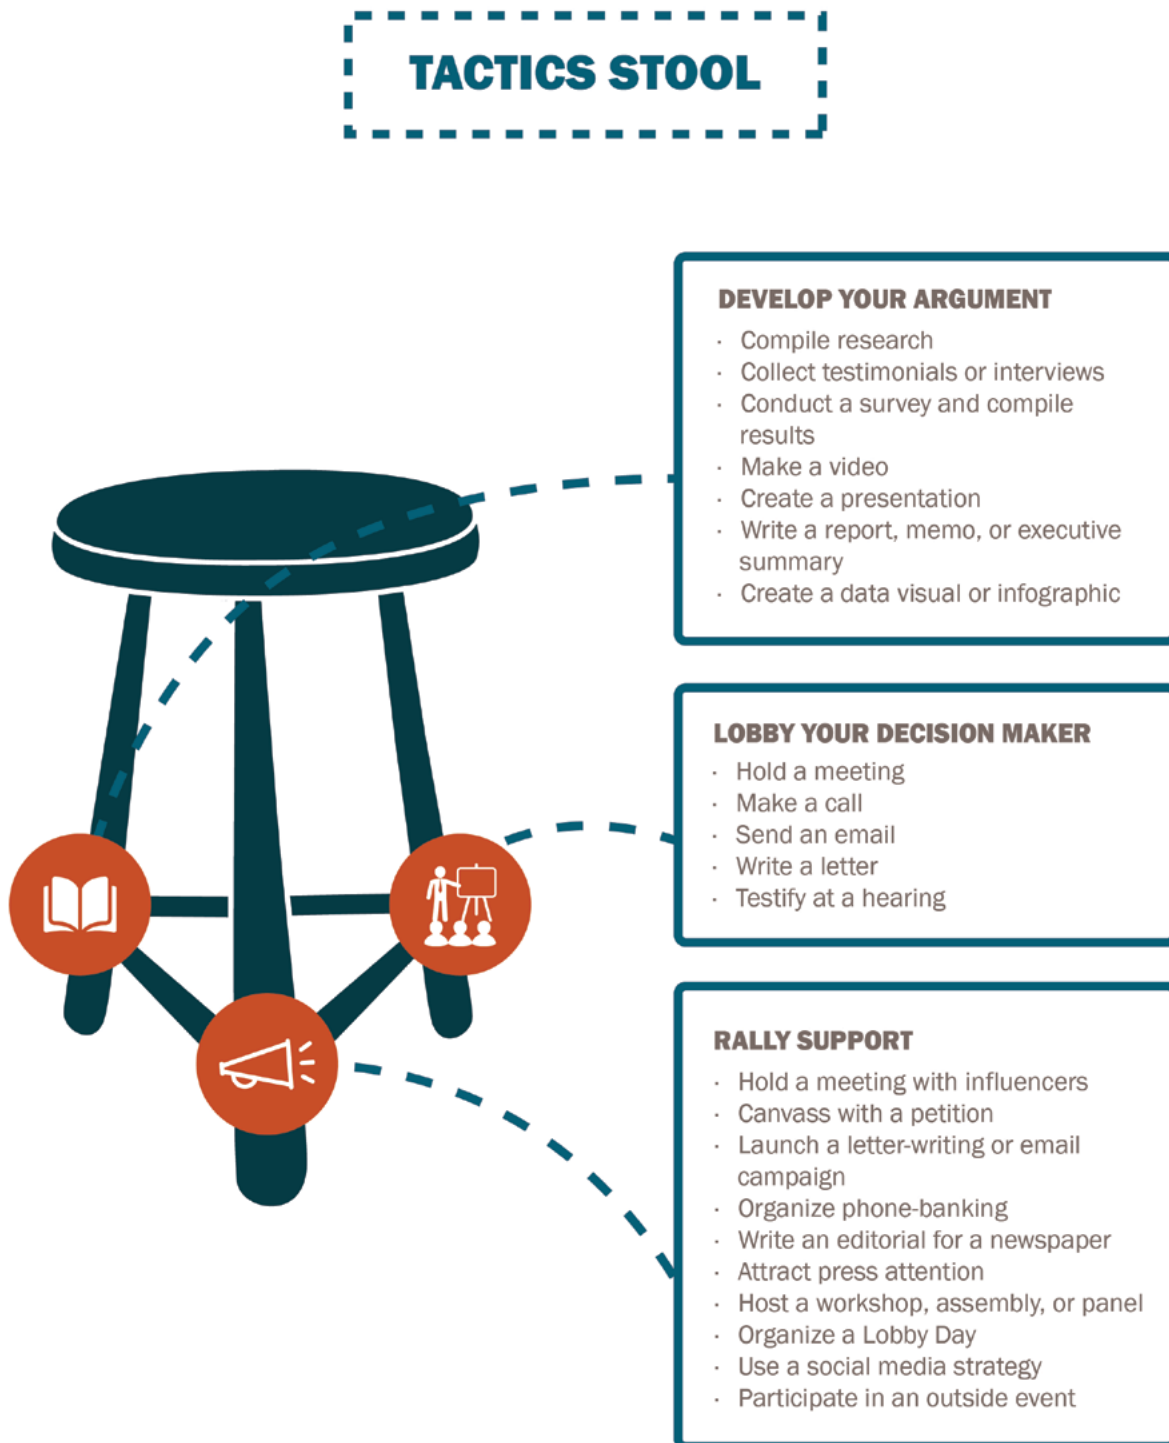 TACTICS STOOL
DEVELOP YOUR ARGUMENT
· Compile research
· Collect testimonials or interviews
· Conduct a survey and compile
results
· Make a video
· Create a presentation
· Write a report, memo, or executive
summary
· Create a data visual or infographic
LOBBY YOUR DECISION MAKER
· Hold a meeting
· Make a call
· Send an email
· Write a letter
· Testify at a hearing
RALLY SUPPORT
· Hold a meeting with influencers
· Canvass with a petition
· Launch a letter-writing or email
campaign
· Organize phone-banking
· Write an editorial for a newspaper
· Attract press attention
· Host a workshop, assembly, or panel
· Organize a Lobby Day
· Use a social media strategy
· Participate in an outside event